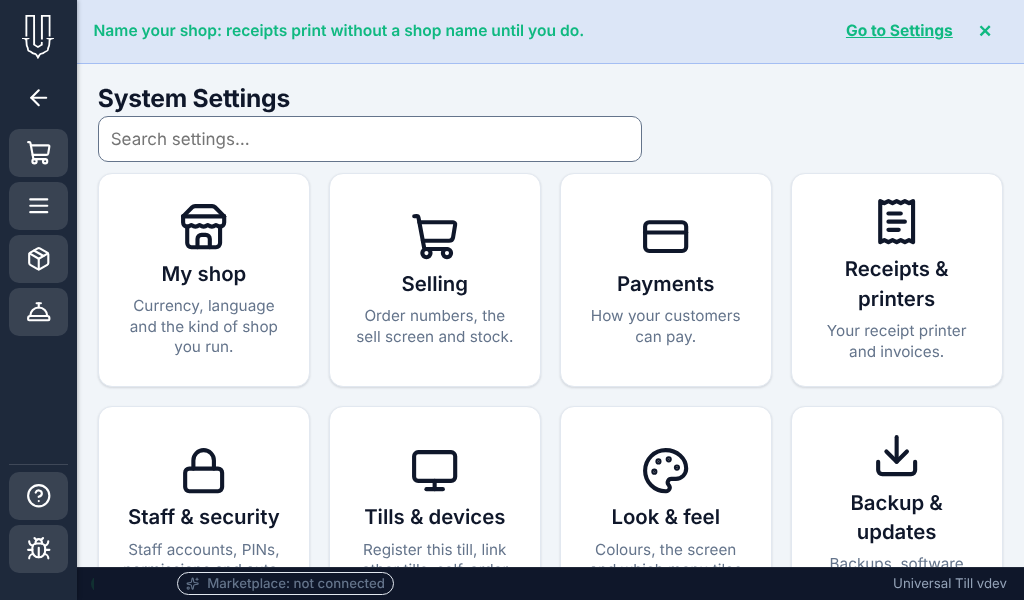 Name your shop: receipts print without a shop name until you do.
Go to Settings
System Settings
Search settings...
My shop
Currency, language
and the kind of shop
you run.
Selling
Order numbers, the
sell screen and stock.
Payments
How your customers
can pay.
Receipts &
printers
Your receipt printer
and invoices.
Staff & security
Staff accounts, PINs,
Tills & devices
Register this till, link
Look & feel
Colours, the screen
Backup &
updates
Backups, software
Marketplace: not connected
Universal Till vdev